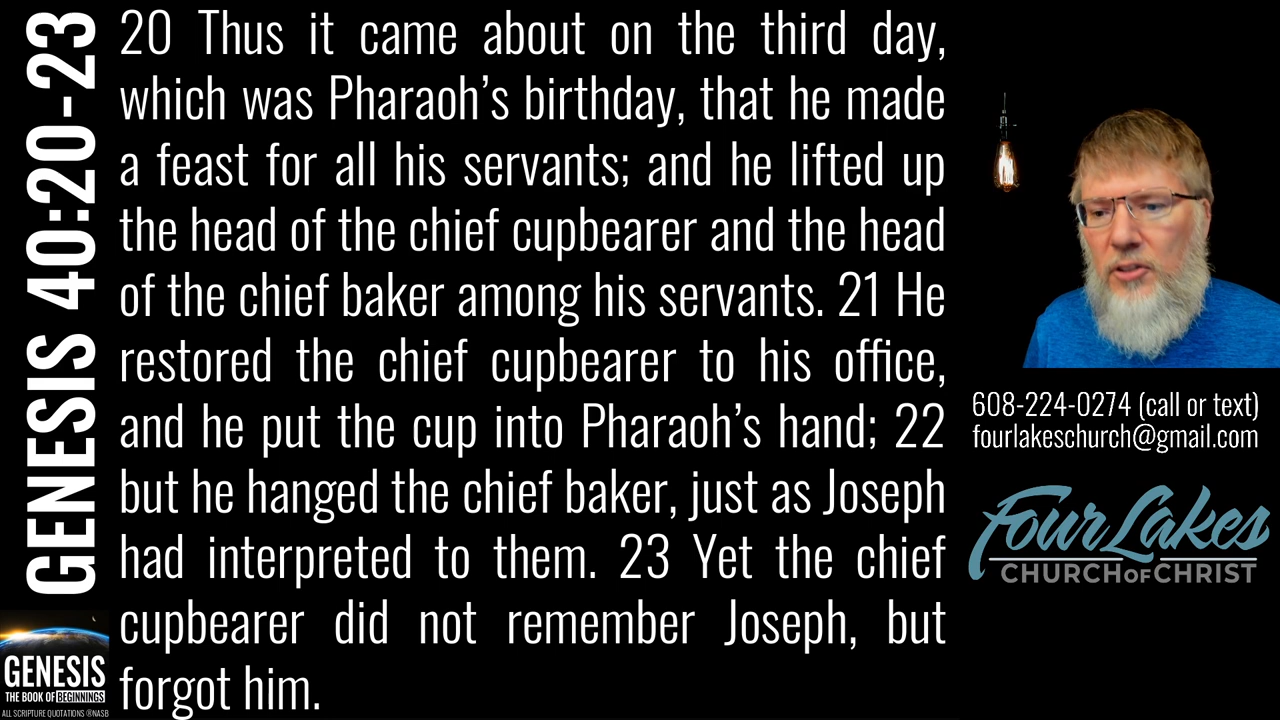 GENESIS 40:20-23
20 Thus it came about on the third day,
which was Pharaoh’s birthday, that he made
a feast for all his servants; and he lifted up
the head of the chief cupbearer and the head
of the chief baker among his servants. 21 He
restored the chief cupbearer to his office,
and he put the cup into Pharaoh’s hand; 22
but he hanged the chief baker, just as Joseph
had interpreted to them. 23 Yet the chief
cupbearer did not remember Joseph, but
forgot him.
608-224-0274 (call or text)
fourlakeschurch@gmail.com
Four Lakes
CHURCH OF CHRIST
GENESIS
THE BOOK OF BEGINNINGS
ALL SCRIPTURE QUOTATIONS ®NASB